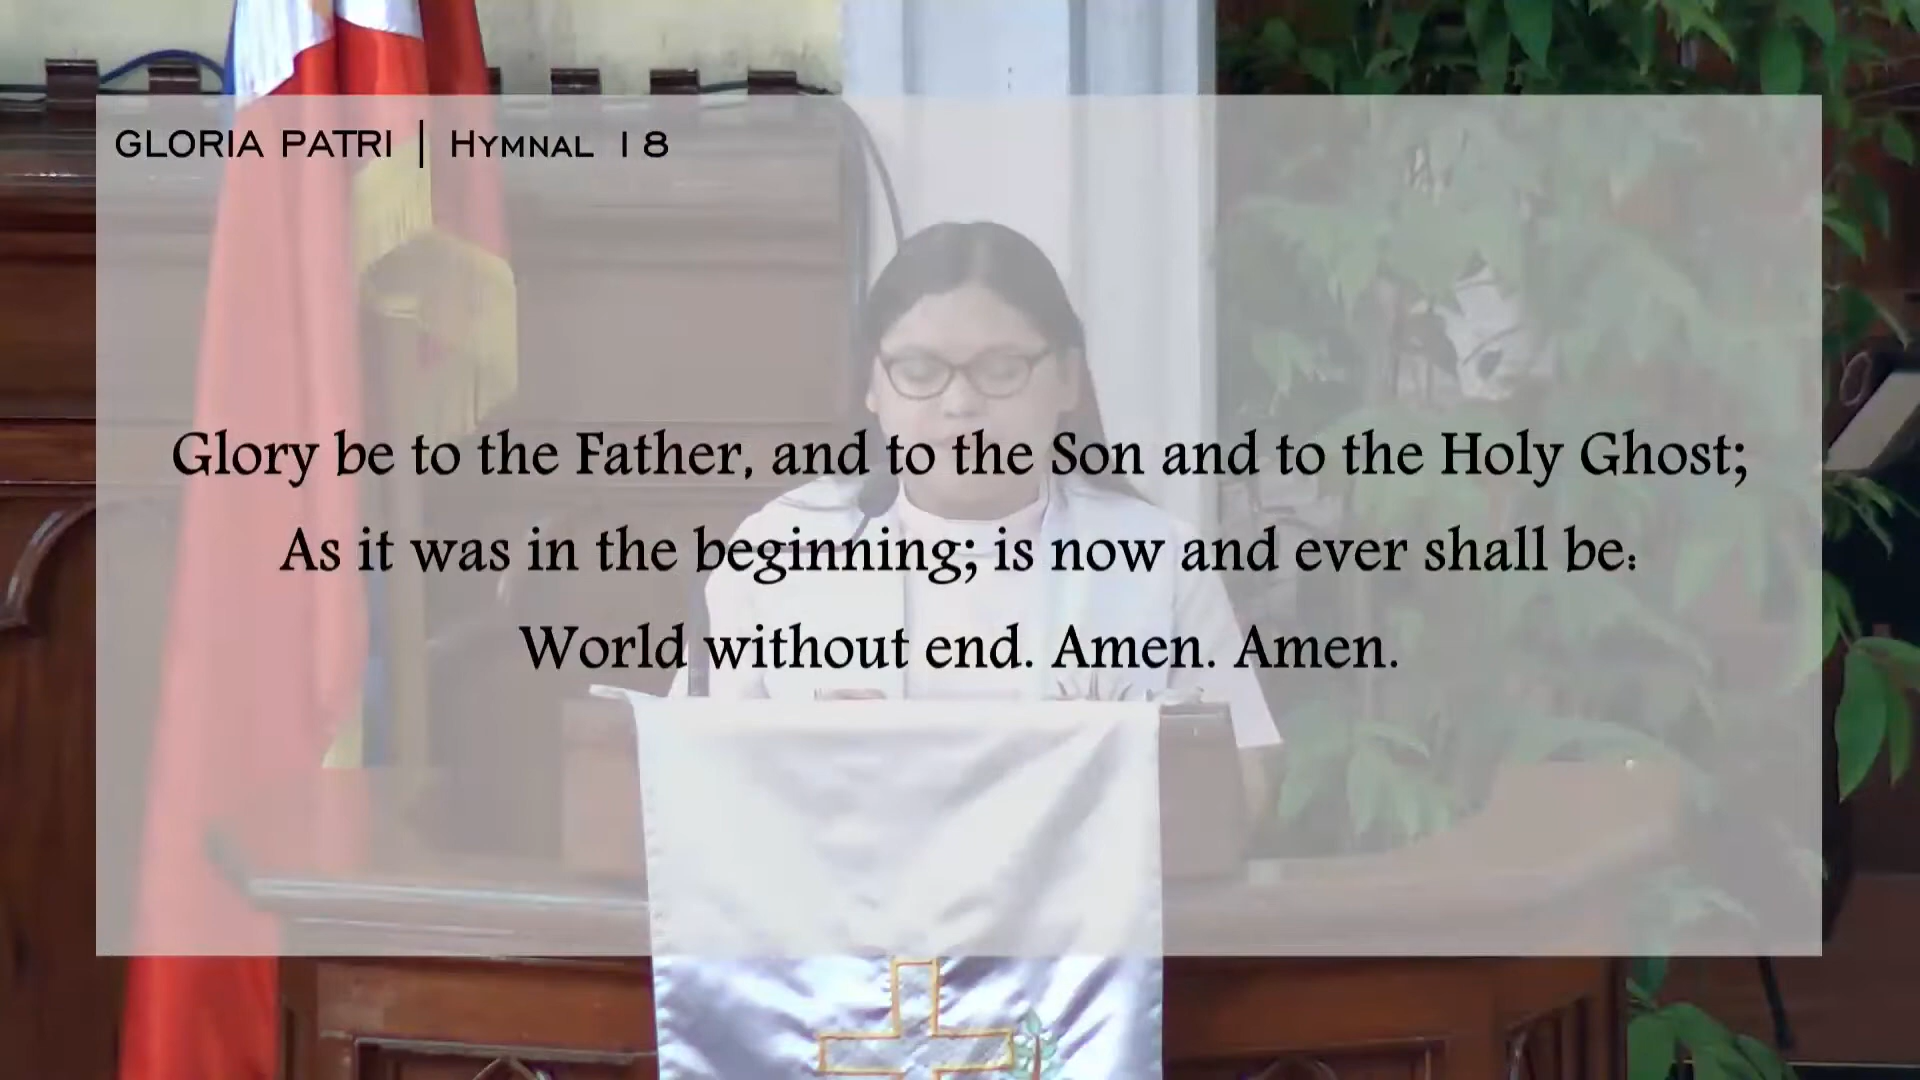 GLORIA PATRI | HYMNAL 18
Glory be to the Father, and to the Son and to the Holy Ghost;
As it was in the beginning; is now and ever shall be:
World without end. Amen. Amen.